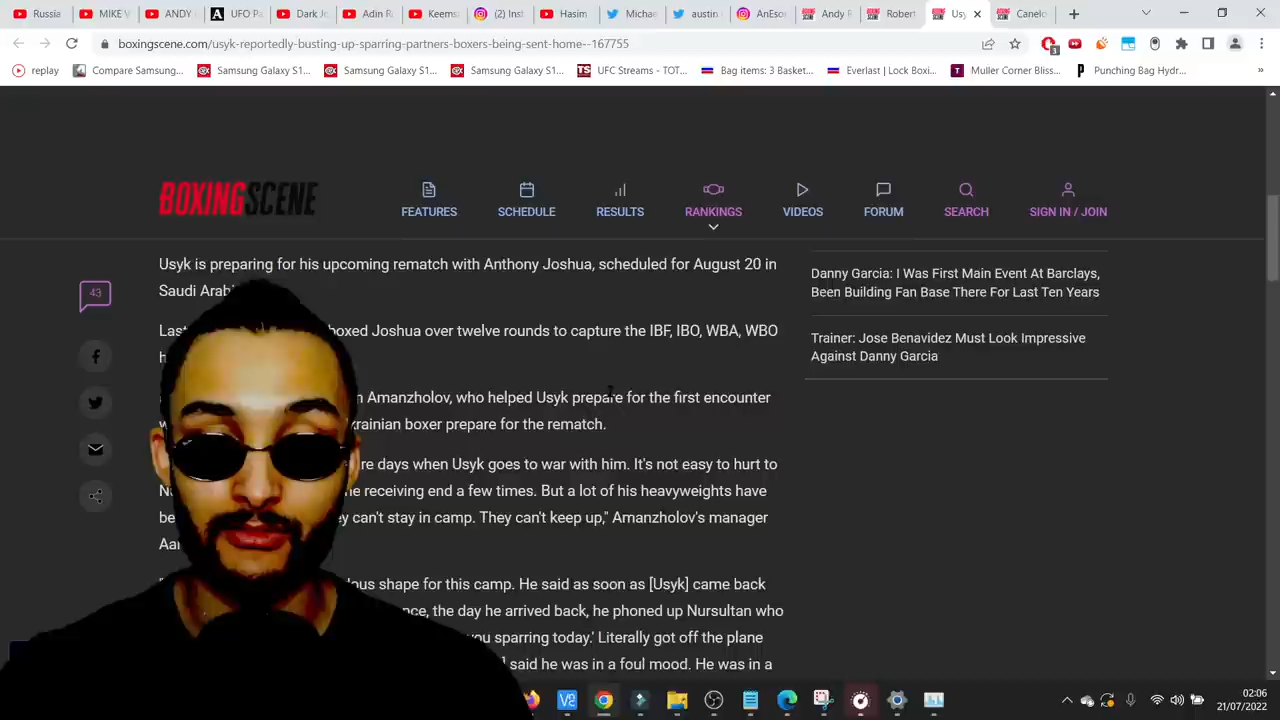 Russia
MIKE
ANDY
UFO Pa
Dark Jo
Adin R
Keems
(2) Inst
Hasim
Michae
austin
AnEso
Andy R
Rober
Usy
Canelo
boxingscene.com/usyk-reportedly-busting-up-sparring-partners-boxers-being-sent-home--167755
3
replay
Compare Samsung...
Samsung Galaxy S1...
Samsung Galaxy S1...
Samsung Galaxy S1...
UFC Streams - TOT...
Bag items: 3 Basket...
Everlast | Lock Boxi...
Muller Corner Bliss...
Punching Bag Hydr...
»
BOXINGSCENE
FEATURES
SCHEDULE
RESULTS
RANKINGS
VIDEOS
FORUM
SEARCH
SIGN IN / JOIN
43
Usyk is preparing for his upcoming rematch with Anthony Joshua, scheduled for August 20 in
Saudi Arabi
Last boxed Joshua over twelve rounds to capture the IBF, IBO, WBA, WBO
h
n Amanzholov, who helped Usyk prepare for the first encounter
w krainian boxer prepare for the rematch.
re days when Usyk goes to war with him. It's not easy to hurt to
Nu e receiving end a few times. But a lot of his heavyweights have
be ey can't stay in camp. They can't keep up," Amanzholov's manager
Aar
" lous shape for this camp. He said as soon as [Usyk] came back
nce, the day he arrived back, he phoned up Nursultan who
you sparring today.' Literally got off the plane
] said he was in a foul mood. He was in a
Danny Garcia: I Was First Main Event At Barclays,
Been Building Fan Base There For Last Ten Years
Trainer: Jose Benavidez Must Look Impressive
Against Danny Garcia
02:06
21/07/2022